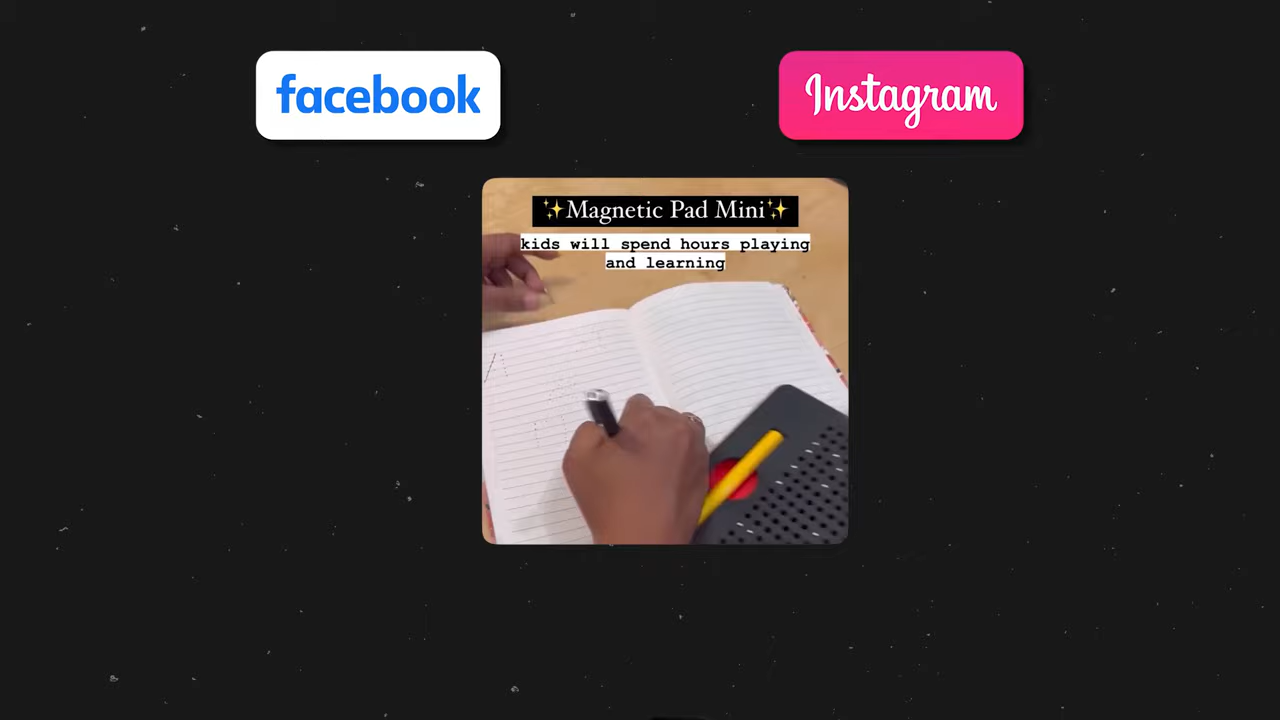 facebook
Instagram
✨Magnetic Pad Mini✨
kids will spend hours playing
and learning